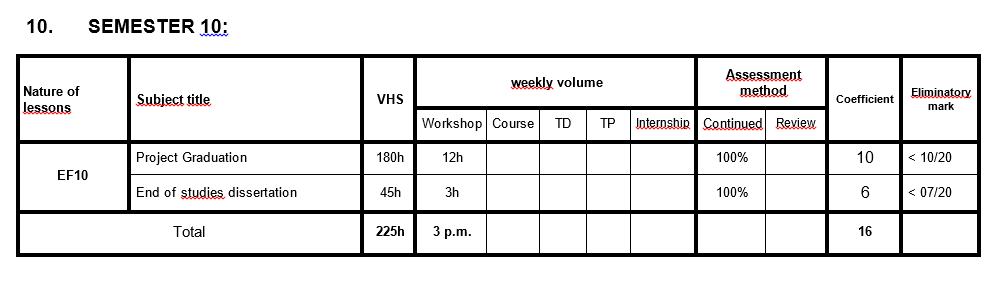 10. SEMESTER 10:
Nature of
lessons
Subject title
VHS
weekly volume
Assessment
method
Coefficient
Eliminatory
mark
Workshop Course TD TP Internship Continued Review
EF10
Project Graduation 180h 12h 100% 10 < 10/20
End of studies dissertation 45h 3h 100% 6 < 07/20
Total 225h 3 p.m. 16